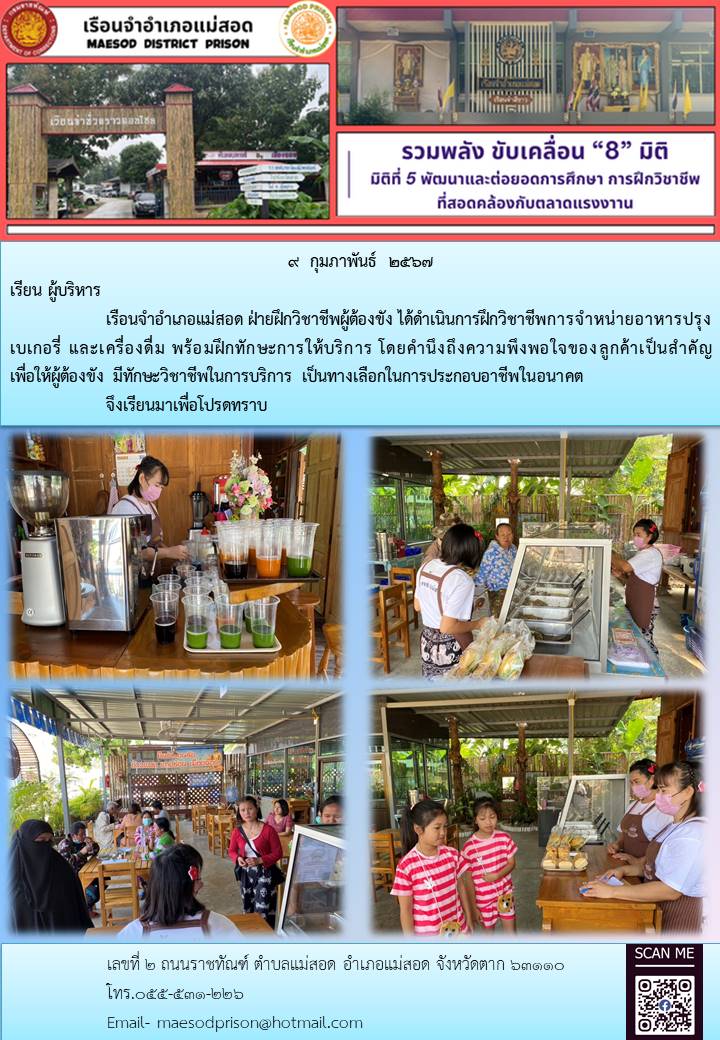 เรือนจำอำเภอแม่สอด
MAESOD DISTRICT PRISON
รวมพลัง ขับเคลื่อน “8” มิติ
มิติที่ 5 พัฒนาและต่อยอดการศึกษา การฝึกวิชาชีพ
ที่สอดคล้องกับตลาดแรงงาาน
๙ กุมภาพันธ์ ๒๕๖๗
เรียน ผู้บริหาร
เรือนจำอำเภอแม่สอด ฝ่ายฝึกวิชาชีพผู้ต้องขัง ได้ดำเนินการฝึกวิชาชีพการจำหน่ายอาหารปรุง
เบเกอรี่ และเครื่องดื่ม พร้อมฝึกทักษะการให้บริการ โดยคำนึงถึงความพึงพอใจของลูกค้าเป็นสำคัญ
เพื่อให้ผู้ต้องขัง มีทักษะวิชาชีพในการบริการ เป็นทางเลือกในการประกอบอาชีพในอนาคต
จึงเรียนมาเพื่อโปรดทราบ
เลขที่ ๒ ถนนราชทัณฑ์ ตำบลแม่สอด อำเภอแม่สอด จังหวัดตาก ๖๓๑๑๐
โทร.๐๕๕-๕๓๑-๒๒๖
Email- maesodprison@hotmail.com
SCAN ME